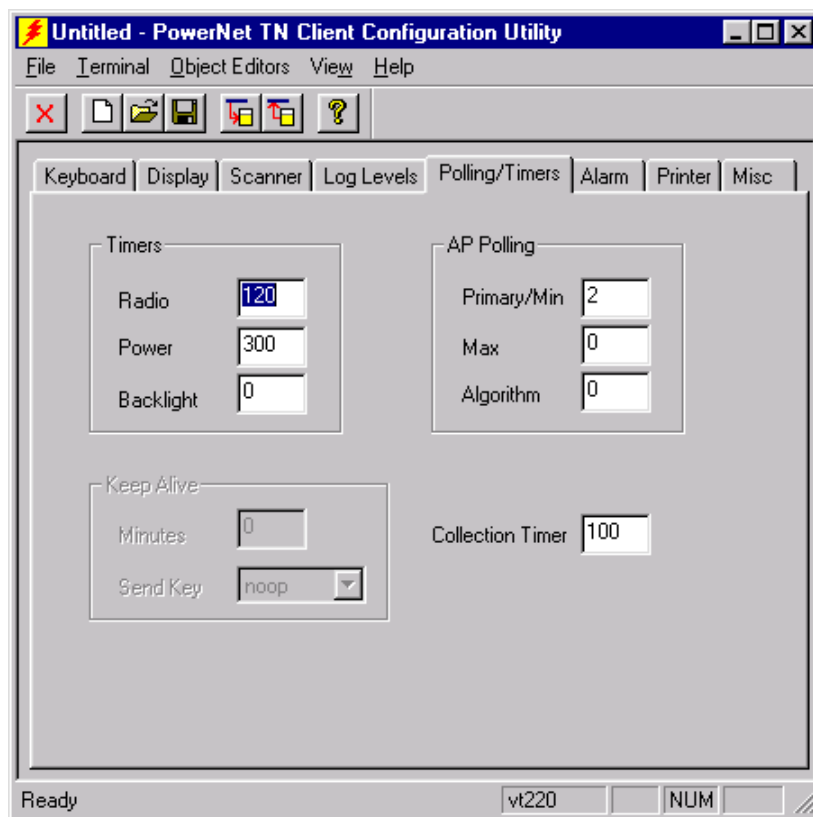 Untitled - PowerNet TN Client Configuration Utility
File Terminal Object Editors View Help
Keyboard Display Scanner Log Levels Polling/Timers Alarm Printer Misc
Timers
Radio 120
Power 300
Backlight 0
AP Polling
Primary/Min 2
Max 0
Algorithm 0
Keep Alive
Minutes 0
Send Key noop
Collection Timer 100
Ready vt220 NUM